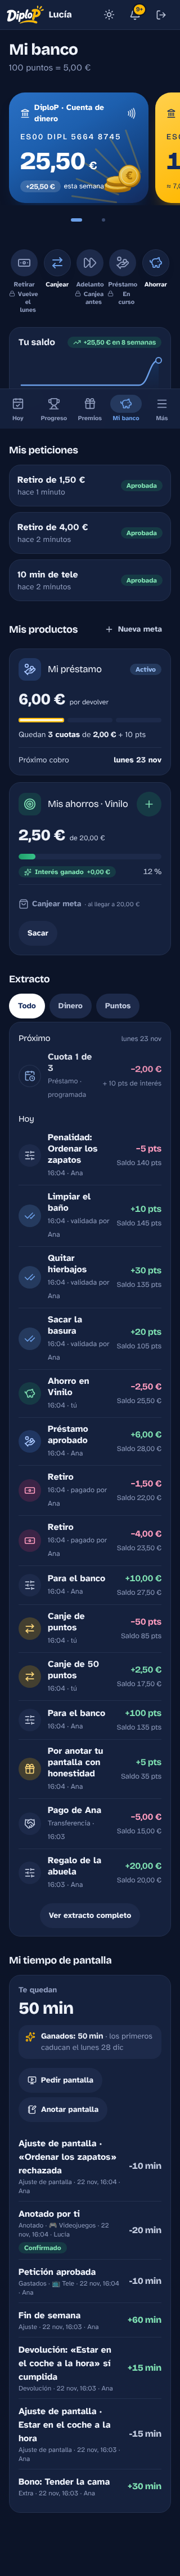 DiploP Lucía 9+
Mi banco
100 puntos = 5,00 €
DiploP · Cuenta de
dinero
ES00 DIPL 5664 8745
25,50 €
+25,50 € esta semana
ESO
1
≈ 7,0
Retirar
Canjear
Adelanto
Préstamo
Ahorrar
Vuelve
el
lunes
Canjea
antes
En
curso
Tu saldo
+25,50 € en 8 semanas
Hoy
Progreso
Premios
Mi banco
Más
Mis peticiones
Retiro de 1,50 €
hace 1 minuto
Aprobada
Retiro de 4,00 €
hace 2 minutos
Aprobada
10 min de tele
hace 2 minutos
Aprobada
Mis productos
+ Nueva meta
Mi préstamo
Activo
6,00 € por devolver
Quedan 3 cuotas de 2,00 € + 10 pts
Próximo cobro
lunes 23 nov
Mis ahorros · Vinilo
+
2,50 € de 20,00 €
Interés ganado +0,00 €
12 %
Canjear meta · al llegar a 20,00 €
Sacar
Extracto
Todo
Dinero
Puntos
Próximo
lunes 23 nov
Cuota 1 de
3
Préstamo ·
programada
−2,00 €
+ 10 pts de interés
Hoy
Penalidad:
Ordenar los
zapatos
16:04 · Ana
−5 pts
Saldo 140 pts
Limpiar el
baño
16:04 · validada por
Ana
+10 pts
Saldo 145 pts
Quitar
hierbajos
16:04 · validada por
Ana
+30 pts
Saldo 135 pts
Sacar la
basura
16:04 · validada por
Ana
+20 pts
Saldo 105 pts
Ahorro en
Vinilo
16:04 · tú
−2,50 €
Saldo 25,50 €
Préstamo
aprobado
16:04 · Ana
+6,00 €
Saldo 28,00 €
Retiro
16:04 · pagado por
Ana
−1,50 €
Saldo 22,00 €
Retiro
16:04 · pagado por
Ana
−4,00 €
Saldo 23,50 €
Para el banco
16:04 · Ana
+10,00 €
Saldo 27,50 €
Canje de
puntos
16:04 · tú
−50 pts
Saldo 85 pts
Canje de 50
puntos
16:04 · tú
+2,50 €
Saldo 17,50 €
Para el banco
16:04 · Ana
+100 pts
Saldo 135 pts
Por anotar tu
pantalla con
honestidad
16:04 · Ana
+5 pts
Saldo 35 pts
Pago de Ana
Transferencia ·
16:03
−5,00 €
Saldo 15,00 €
Regalo de la
abuela
16:03 · Ana
+20,00 €
Saldo 20,00 €
Ver extracto completo
Mi tiempo de pantalla
Te quedan
50 min
Ganados: 50 min · los primeros
caducan el lunes 28 dic
Pedir pantalla
Anotar pantalla
Ajuste de pantalla ·
«Ordenar los zapatos»
rechazada
Ajuste de pantalla · 22 nov, 16:04 ·
Ana
-10 min
Anotado por ti
Anotado · 🎮 Videojuegos · 22
nov, 16:04 · Lucía
Confirmado
-20 min
Petición aprobada
Gastados · 📺 Tele · 22 nov, 16:04
· Ana
-10 min
Fin de semana
Ajuste · 22 nov, 16:03 · Ana
+60 min
Devolución: «Estar en
el coche a la hora» sí
cumplida
Devolución · 22 nov, 16:03 · Ana
+15 min
Ajuste de pantalla ·
Estar en el coche a la
hora
Ajuste de pantalla · 22 nov, 16:03 ·
Ana
-15 min
Bono: Tender la cama
Extra · 22 nov, 16:03 · Ana
+30 min